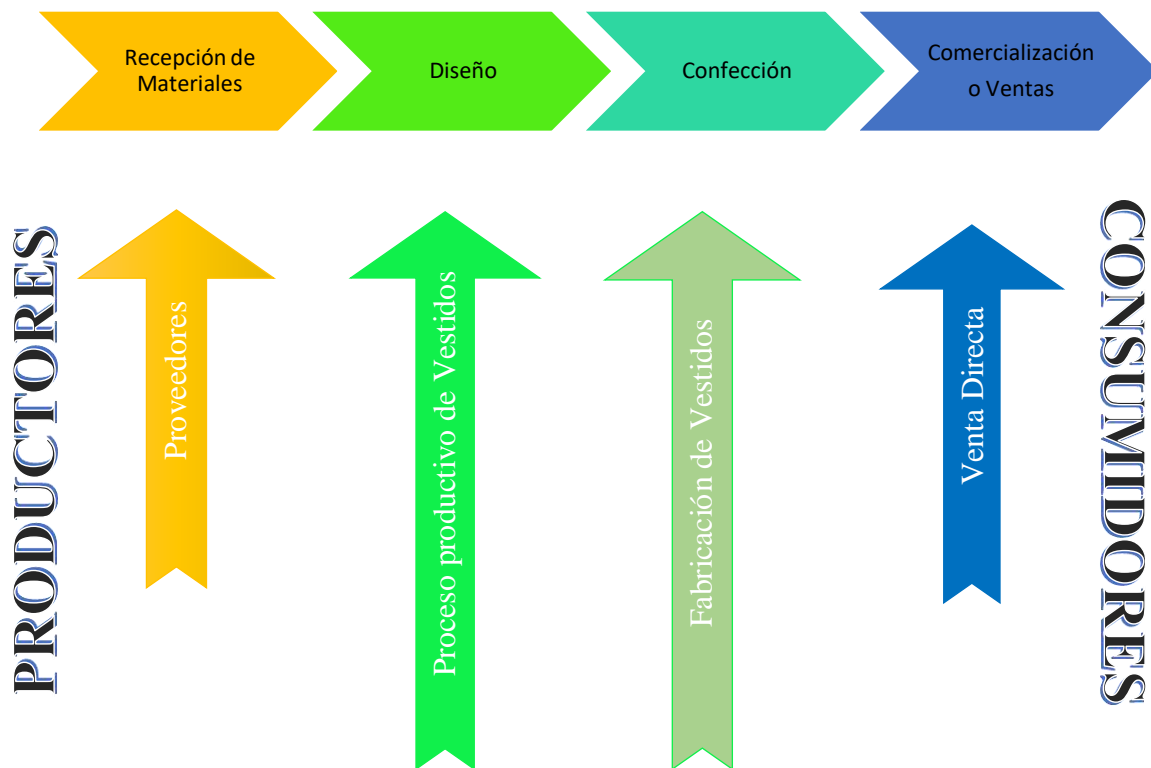 Recepción de
Materiales
Diseño
Confección
Comercialización
o Ventas
PRODUCTORES
Proveedores
Proceso productivo de Vestidos
Fabricación de Vestidos
Venta Directa
CONSUMIDORES